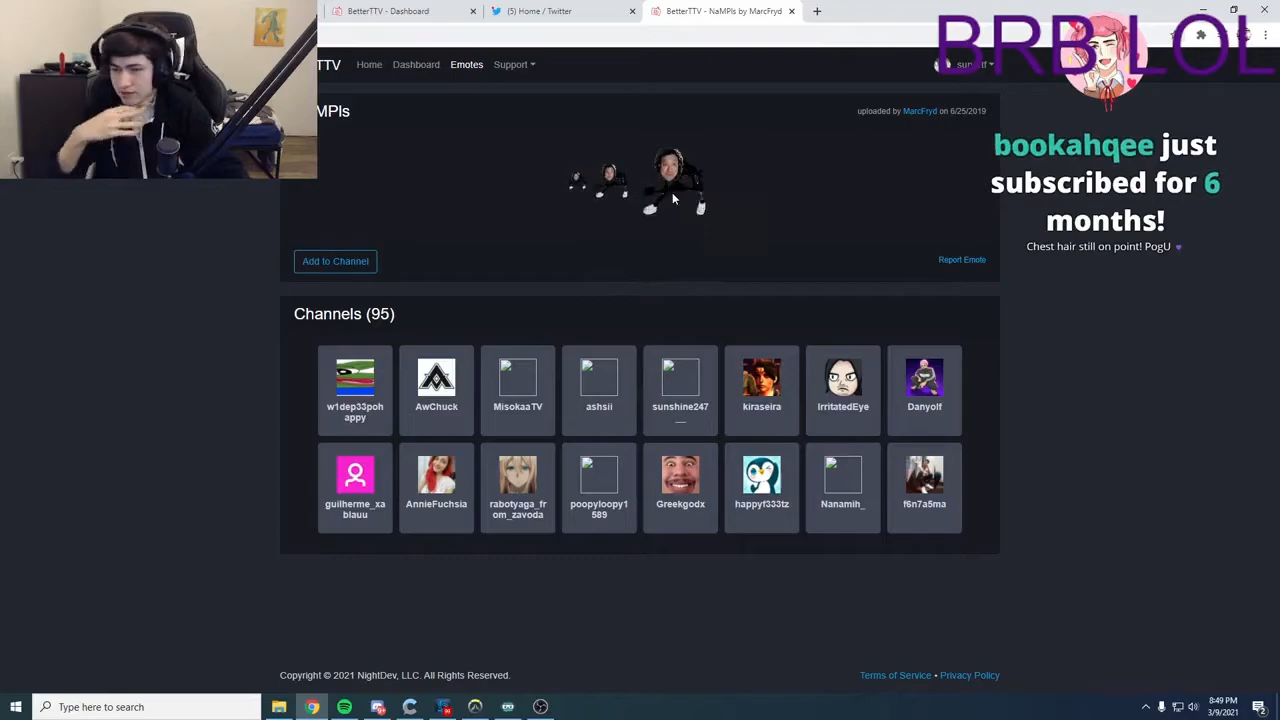 BetterTTV - Dashboard
(5) Home / Twitter
BetterTTV - NaMPIs by MarcFryd
BRB LOL
TTV
Home
Dashboard
Emotes
Support
MPIs
uploaded by MarcFryd on 6/25/2019
bookahqee just
subscribed for 6
months!
Chest hair still on point! PogU
Add to Channel
Report Emote
Channels (95)
w1dep33poh
appy
AwChuck
MisokaaTV
ashsii
sunshine247
__
kiraseira
IrritatedEye
Danyolf
guilherme_xa
blauu
AnnieFuchsia
rabotyaga_fr
om_zavoda
poopyloopy1
589
Greekgodx
happyf333tz
Nanamih_
f6n7a5ma
Copyright © 2021 NightDev, LLC. All Rights Reserved.
Terms of Service • Privacy Policy
Type here to search
8:49 PM
3/9/2021
2